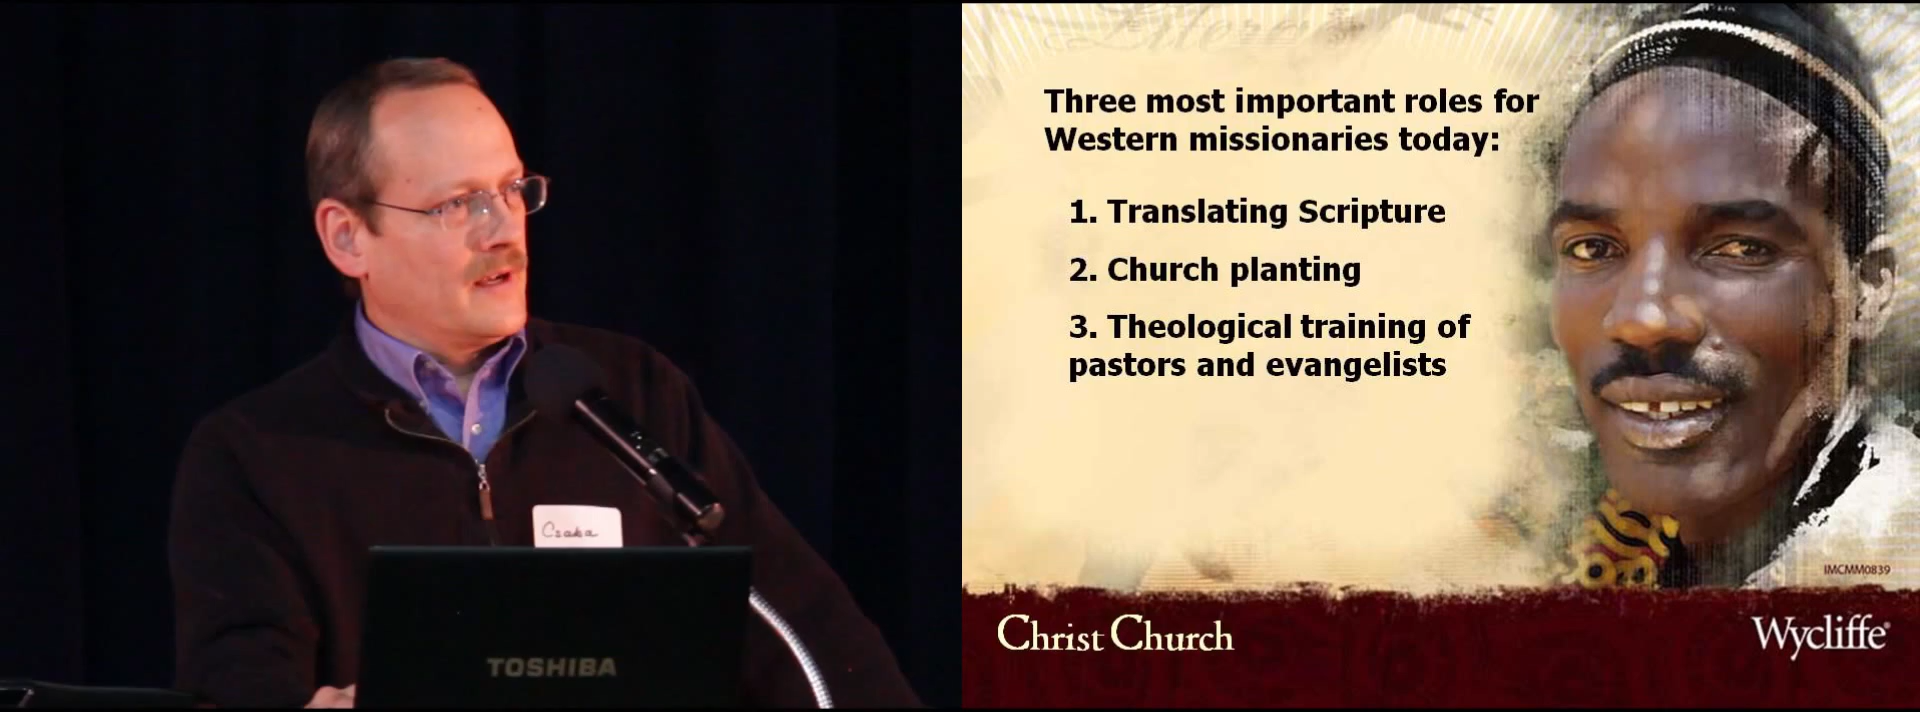 Csaba
TOSHIBA
Three most important roles for
Western missionaries today:
1. Translating Scripture
2. Church planting
3. Theological training of
pastors and evangelists
IMCMM0839
Christ Church
Wycliffe